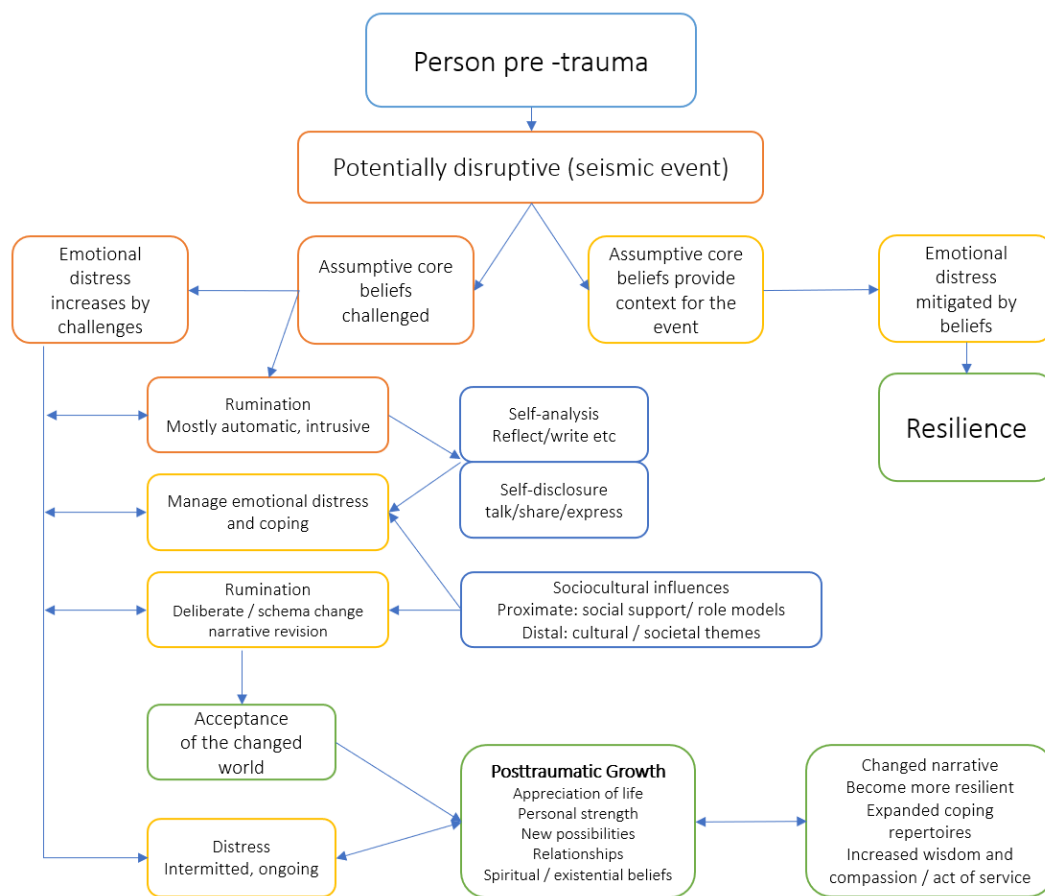 Person pre -trauma
Potentially disruptive (seismic event)
Emotional
distress
increases by
challenges
Assumptive core
beliefs
challenged
Assumptive core
beliefs provide
context for the
event
Emotional
distress
mitigated by
beliefs
Rumination
Mostly automatic, intrusive
Self-analysis
Reflect/write etc
Resilience
Self-disclosure
talk/share/express
Manage emotional distress
and coping
Rumination
Deliberate / schema change
narrative revision
Sociocultural influences
Proximate: social support/ role models
Distal: cultural / societal themes
Acceptance
of the changed
world
Posttraumatic Growth
Appreciation of life
Personal strength
New possibilities
Relationships
Spiritual / existential beliefs
Changed narrative
Become more resilient
Expanded coping
repertoires
Increased wisdom and
compassion / act of service
Distress
Intermitted, ongoing